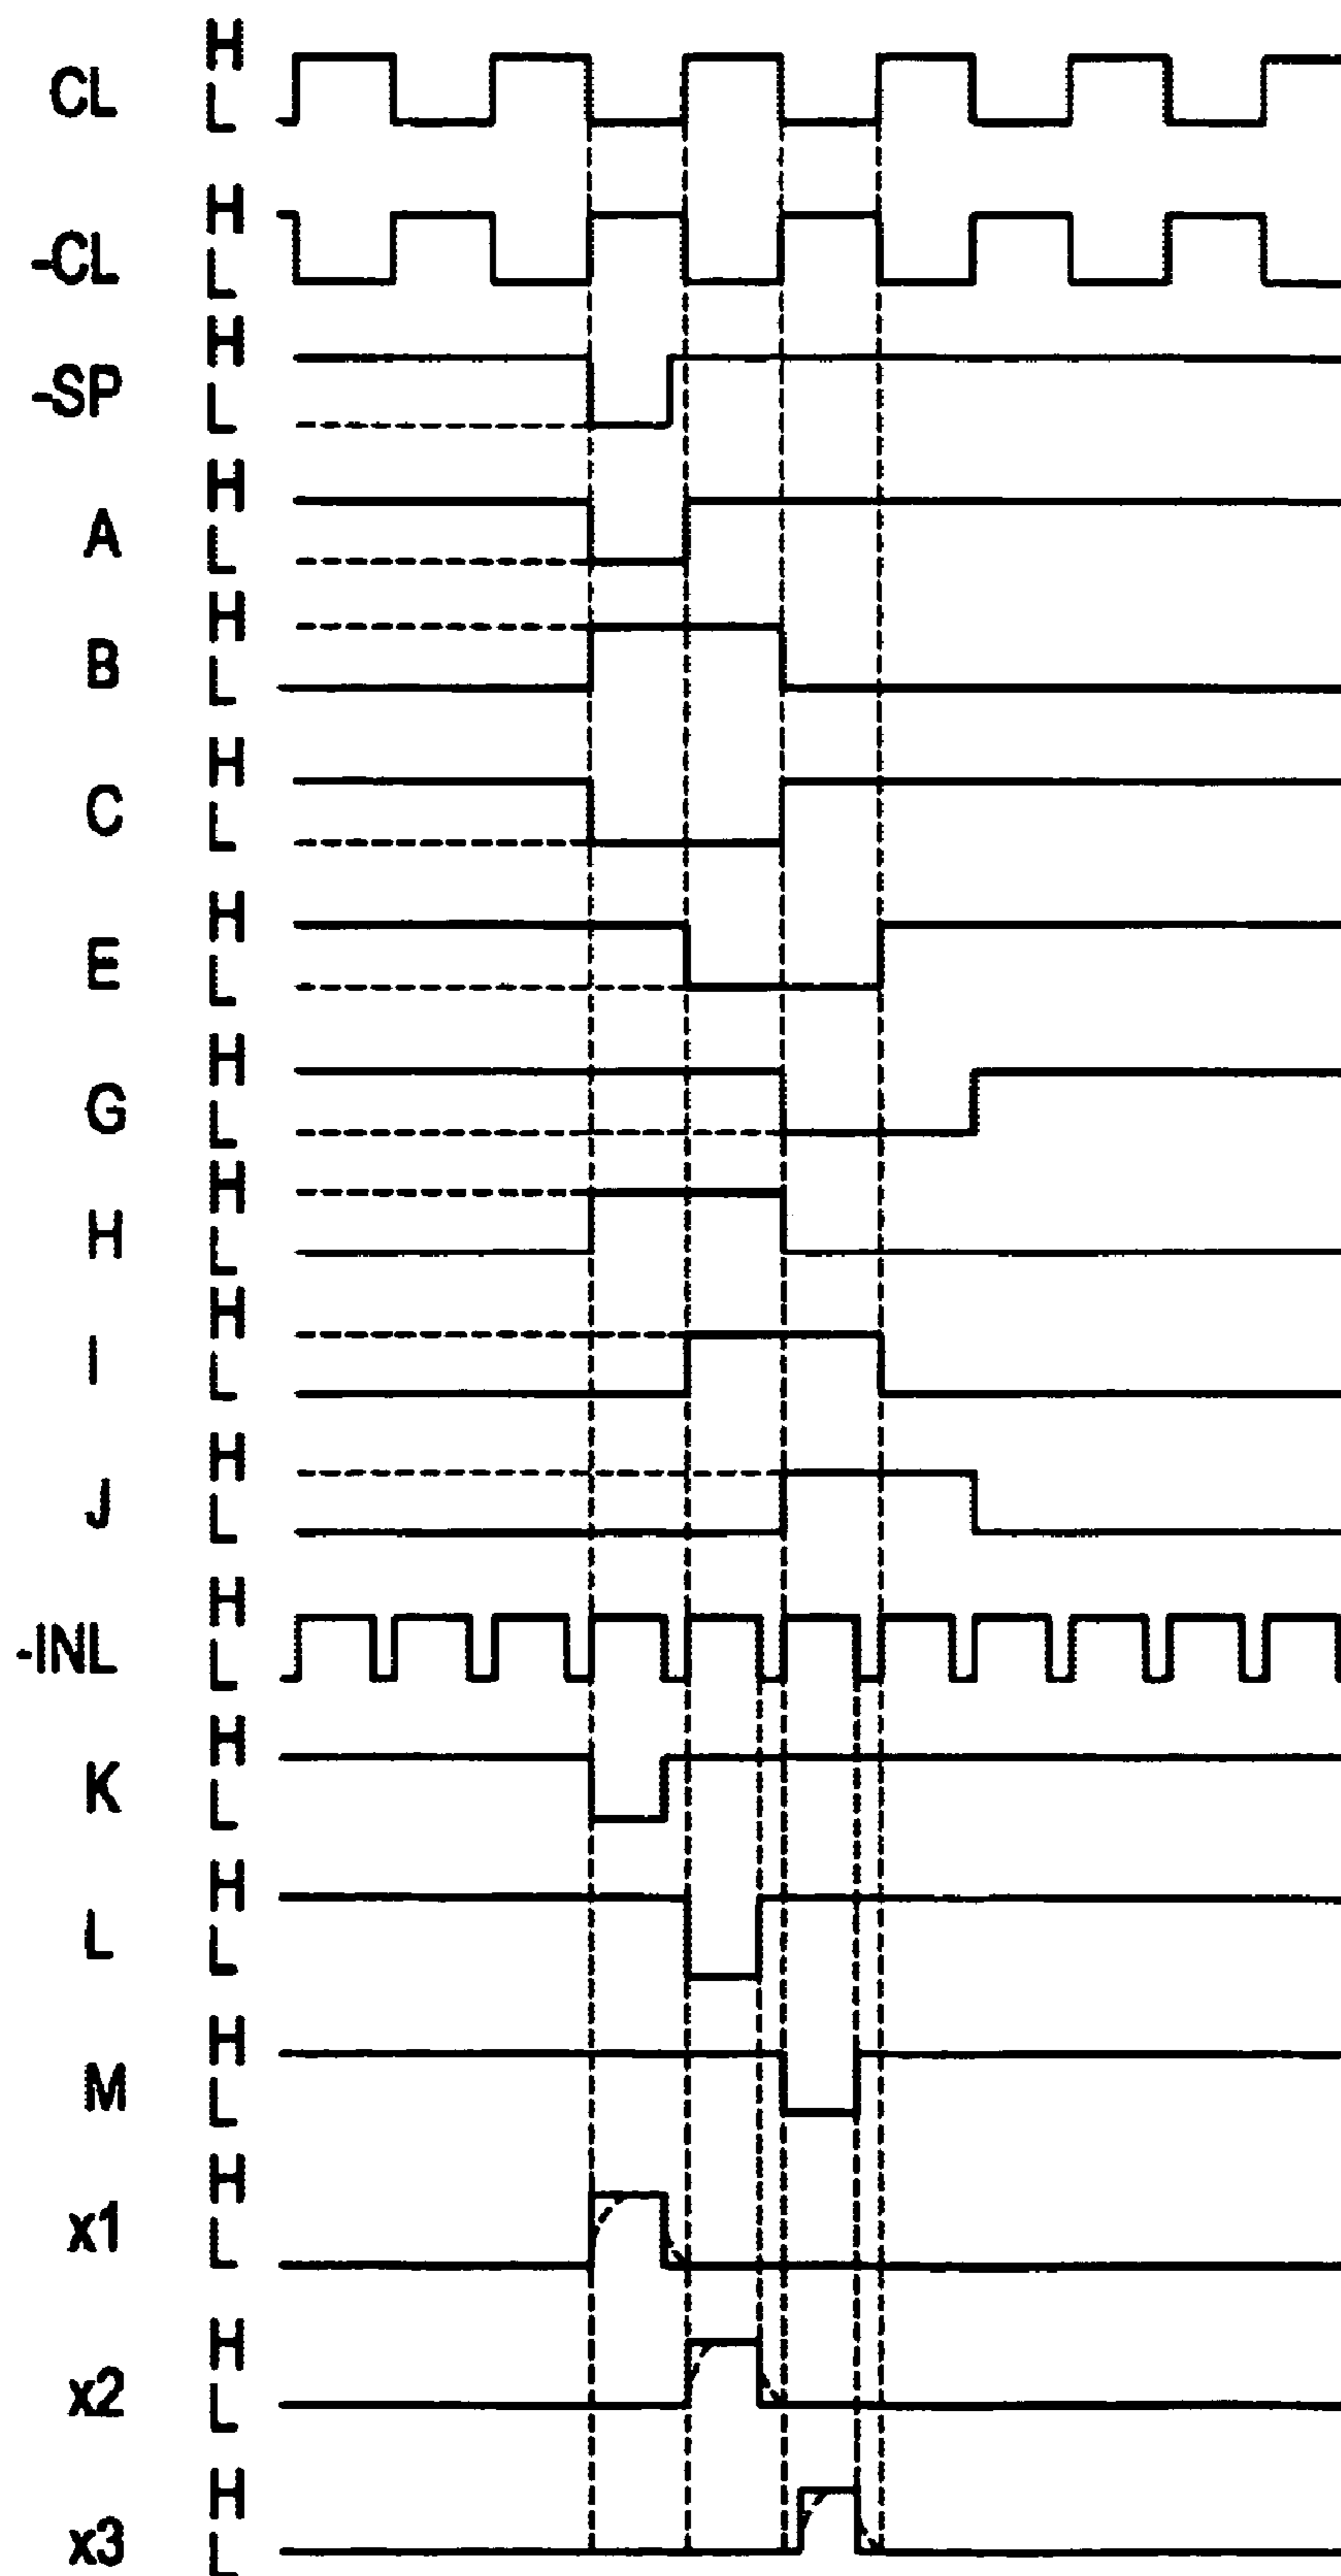 H
CL L
H
-CL L
H
-SP L
H
A L
H
B L
H
C L
H
E L
H
G L
H
H L
H
I L
H
J L
H
-INL L
H
K L
H
L L
H
M L
H
x1 L
H
x2 L
H
x3 L